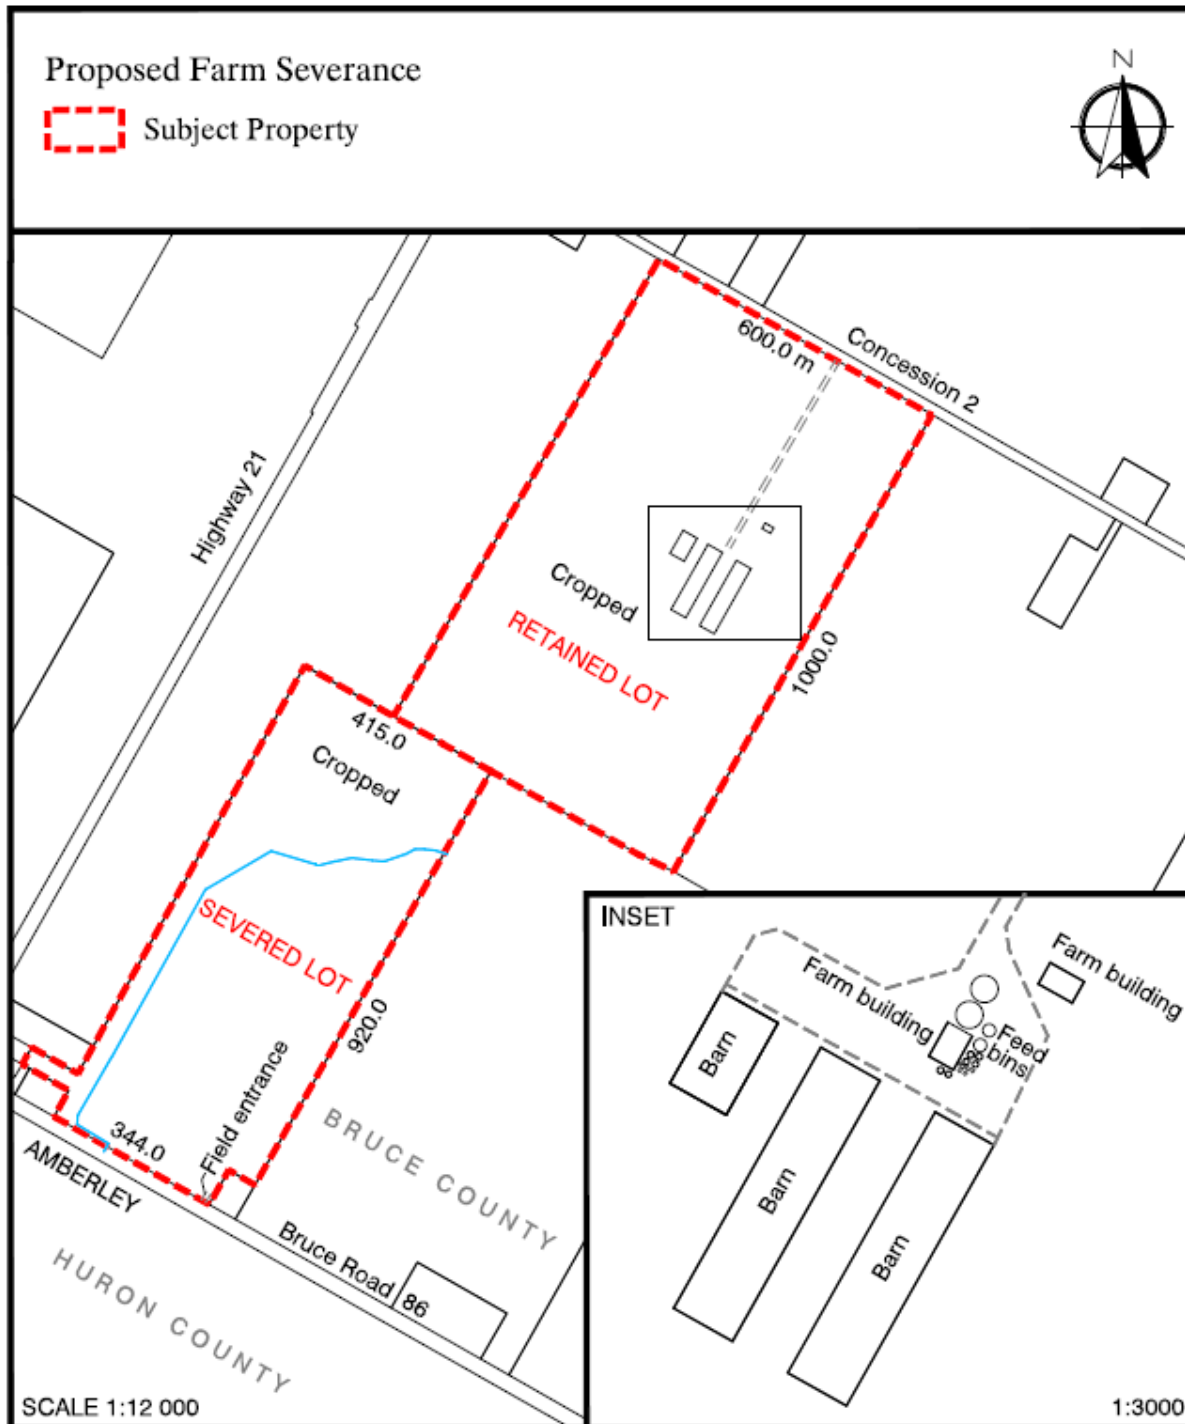 Proposed Farm Severance
N
Subject Property
600.0 m
Concession 2
Highway 21
Cropped
RETAINED LOT
1000.0
415.0
Cropped
SEVERED LOT
920.0
Field entrance
344.0
AMBERLEY
BRUCE COUNTY
Bruce Road 86
HURON COUNTY
SCALE 1:12 000
INSET
Farm building
Farm building
Feed
bins
Barn
Barn
Barn
1:3000